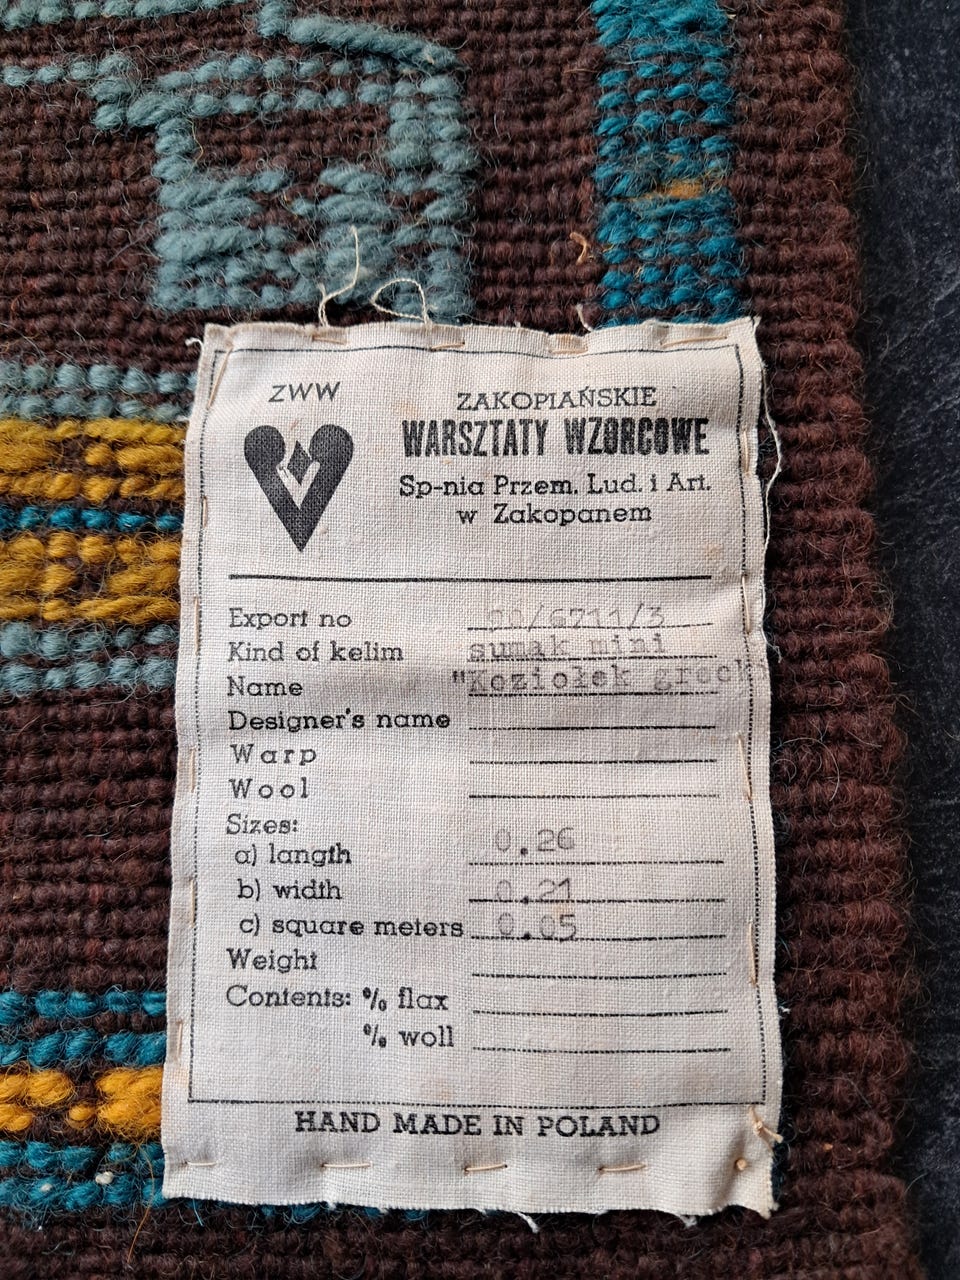 ZWW
ZAKOPIAŃSKIE
WARSZTATY WZORCOWE
Sp-nia Przem. Lud. i Art.
w Zakopanem
Export no
Kind of kelim sumak mini
Name "Koziołek
Designer's name
Warp
Wool
Sizes:
a) langth 0.26
b) width 0.21
c) square meters 0.05
Weight
Contents: % flax
% woll
HAND MADE IN POLAND